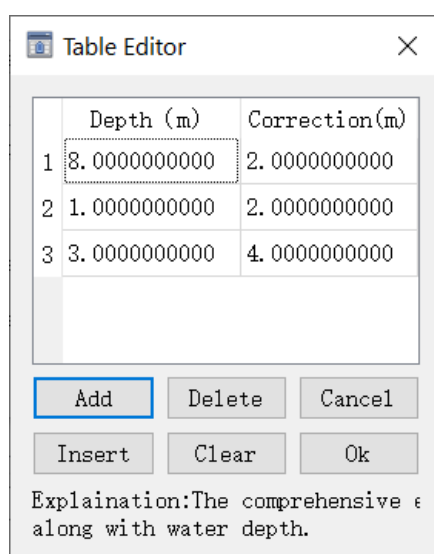 Table Editor
Depth (m) Correction(m)
1 8.0000000000 2.0000000000
2 1.0000000000 2.0000000000
3 3.0000000000 4.0000000000
Add Delete Cancel
Insert Clear Ok
Explaination:The comprehensive
along with water depth.